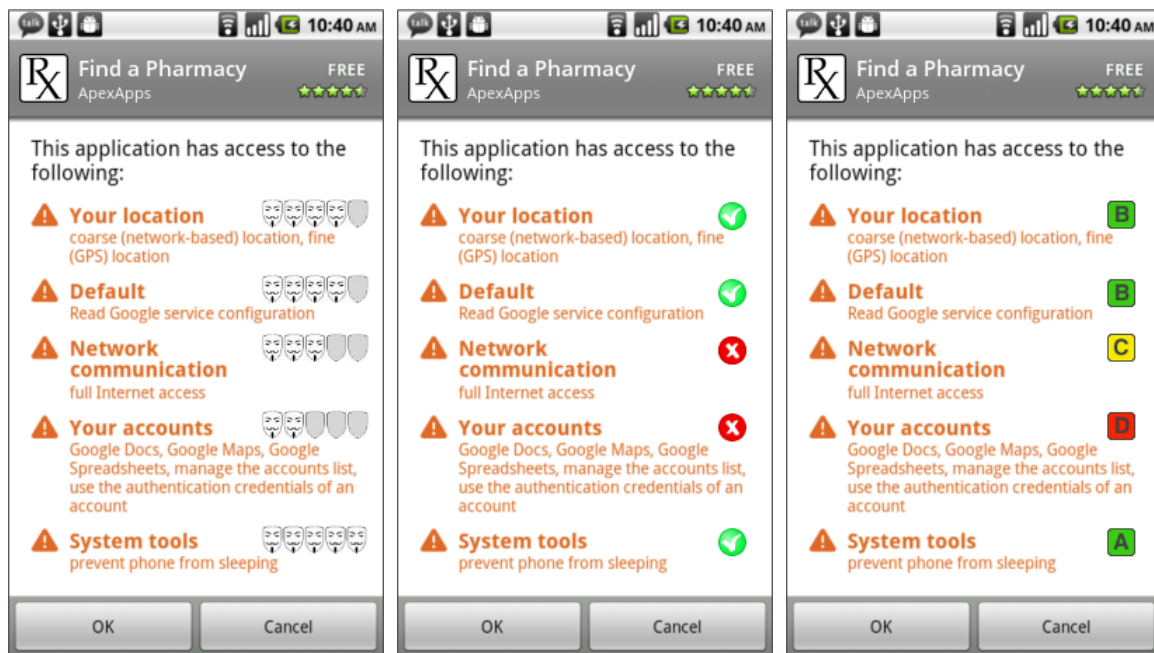 talk
10:40 AM
Rx
Find a Pharmacy
FREE
ApexApps
This application has access to the
following:
Your location
coarse (network-based) location, fine
(GPS) location
Default
Read Google service configuration
Network
communication
full Internet access
Your accounts
Google Docs, Google Maps, Google
Spreadsheets, manage the accounts list,
use the authentication credentials of an
account
System tools
prevent phone from sleeping
OK
Cancel
talk
10:40 AM
Rx
Find a Pharmacy
FREE
ApexApps
This application has access to the
following:
Your location
coarse (network-based) location, fine
(GPS) location
Default
Read Google service configuration
Network
communication
full Internet access
Your accounts
Google Docs, Google Maps, Google
Spreadsheets, manage the accounts list,
use the authentication credentials of an
account
System tools
prevent phone from sleeping
OK
Cancel
talk
10:40 AM
Rx
Find a Pharmacy
FREE
ApexApps
This application has access to the
following:
Your location B
coarse (network-based) location, fine
(GPS) location
Default B
Read Google service configuration
Network C
communication
full Internet access
Your accounts D
Google Docs, Google Maps, Google
Spreadsheets, manage the accounts list,
use the authentication credentials of an
account
System tools A
prevent phone from sleeping
OK
Cancel